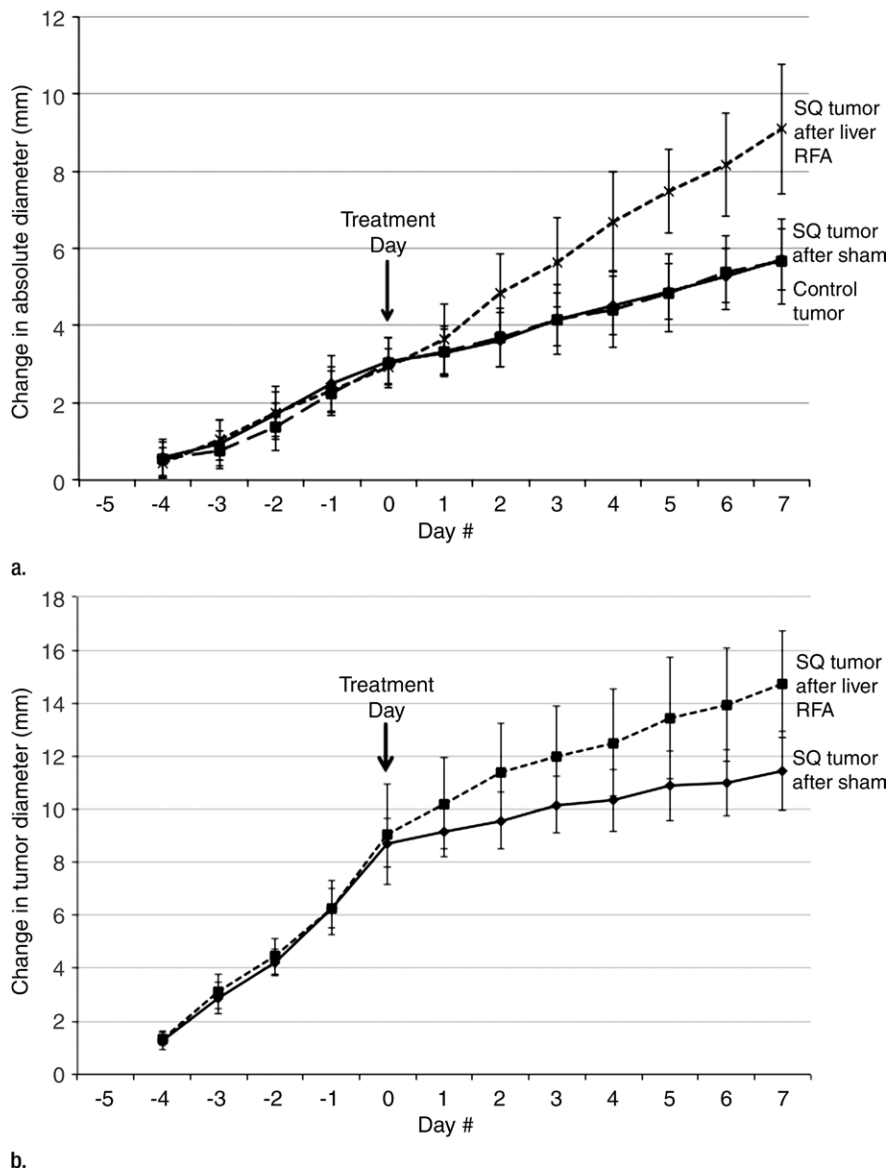 12
10
8
6
4
2
0
Change in absolute diameter (mm)
Treatment
Day
SQ tumor
after liver
RFA
SQ tumor
after sham
Control
tumor
-5 -4 -3 -2 -1 0 1 2 3 4 5 6 7
Day #
a.
18
16
14
12
10
8
6
4
2
0
Change in tumor diameter (mm)
Treatment
Day
SQ tumor
after liver
RFA
SQ tumor
after sham
-5 -4 -3 -2 -1 0 1 2 3 4 5 6 7
Day #
b.